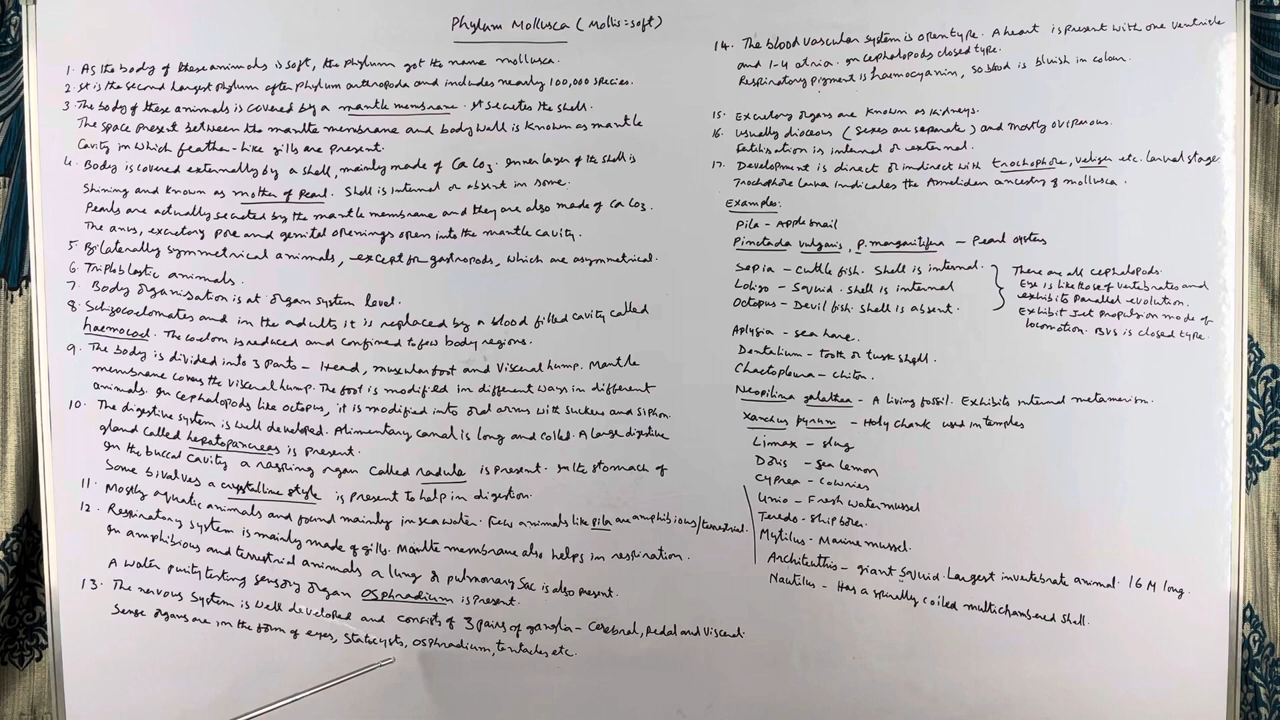 Phylum Mollusca (Mollis=soft)
1. As the body of these animals is soft, the phylum got the name mollusca.
2. It is the second largest phylum after phylum arthropoda and includes nearly 100,000 species.
3. The body of these animals is covered by a mantle membrane. It secretes the shell.
The space present between the mantle membrane and body wall is known as mantle
cavity in which feather-like gills are present.
4. Body is covered externally by a shell, mainly made of CaCO3. Inner layer of the shell is
shining and known as mother of pearl. Shell is internal or absent in some.
Pearls are actually secreted by the mantle membrane and they are also made of CaCO3.
The anus, excretory pore and genital openings open into the mantle cavity.
5. Bilaterally symmetrical animals, except for gastropods, which are asymmetrical.
6. Triploblastic animals.
7. Body organisation is at organ system level.
8. Schizocoelomates and in the adults it is replaced by a blood filled cavity called
haemocoel. The coelom is reduced and confined to few body regions.
9. The body is divided into 3 parts - Head, muscular foot and Visceral hump. Mantle
membrane covers the visceral hump. The foot is modified in different ways in different
animals. In cephalopods like octopus, it is modified into oral arms with suckers and siphon.
10. The digestive system is well developed. Alimentary canal is long and coiled. A large digestive
gland called hepatopancreas is present.
In the buccal cavity a rasping organ called radula is present. In the stomach of
Some bivalves a crystalline style is present to help in digestion.
11. Mostly aquatic animals and found mainly in sea water. Few animals like pila are amphibious/terrestrial.
12. Respiratory system is mainly made of gills. Mantle membrane also helps in respiration.
In amphibious and terrestrial animals a lung or pulmonary sac is also present.
A water purity testing sensory organ osphradium is present.
13. The nervous system is well developed and consists of 3 pairs of ganglia - Cerebral, Pedal and Visceral.
Sense organs are in the form of eyes, Statocysts, osphradium, tentacles etc.
14. The blood vascular system is open type. A heart is present with one ventricle
and 1-4 atria. In cephalopods closed type.
Respiratory pigment is haemocyanin, so blood is bluish in colour.
15. Excretory organs are known as kidneys.
16. Usually dioceous (sexes are separate) and mostly oviparous.
Fertilisation is internal or external.
17. Development is direct or indirect with trochophore, veliger etc. larval stages
Trochophore larva indicates the Annelidan ancestry of mollusca.
Examples:
Pila - Apple snail
Pinctada vulgaris, P. margaritifera - Pearl oysters
Sepia - Cuttle fish. Shell is internal.
Loligo - Squid. Shell is internal
Octopus - Devil fish. Shell is absent.
There are all cephalopods.
Eye is like those of vertebrates and
exhibits parallel evolution.
Exhibit Jet propulsion mode of
locomotion. BVS is closed type.
Aplysia - sea hare.
Dentalium - tooth or tusk shell.
Chaetopleura - chiton.
Neopilina galathea - A living fossil. Exhibits internal metamerism.
Xanchus pyrum - Holy chank used in temples
Limax - slug
Doris - sea lemon
Cyprea - Cowries
Unio - Fresh water mussel
Teredo - Ship borer.
Mytilus - Marine mussel.
Architeuthis - giant squid. Largest invertebrate animal. 16 M long.
Nautilus - Has a spirally coiled multichambered shell.